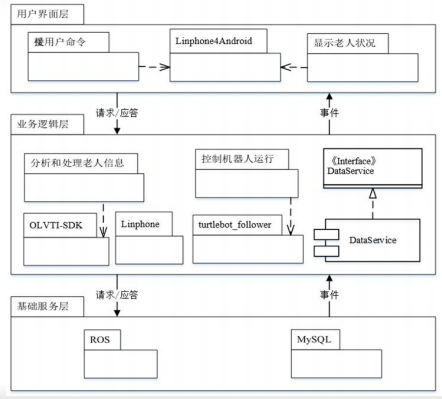 用户界面层
用户命令
Linphone4Android
显示老人状况
请求/应答
事件
业务逻辑层
分析和处理老人信息
控制机器人运行
《Interface》
DataService
OLVTI-SDK
Linphone
turtlebot_follower
DataService
请求/应答
事件
基础服务层
ROS
MySQL